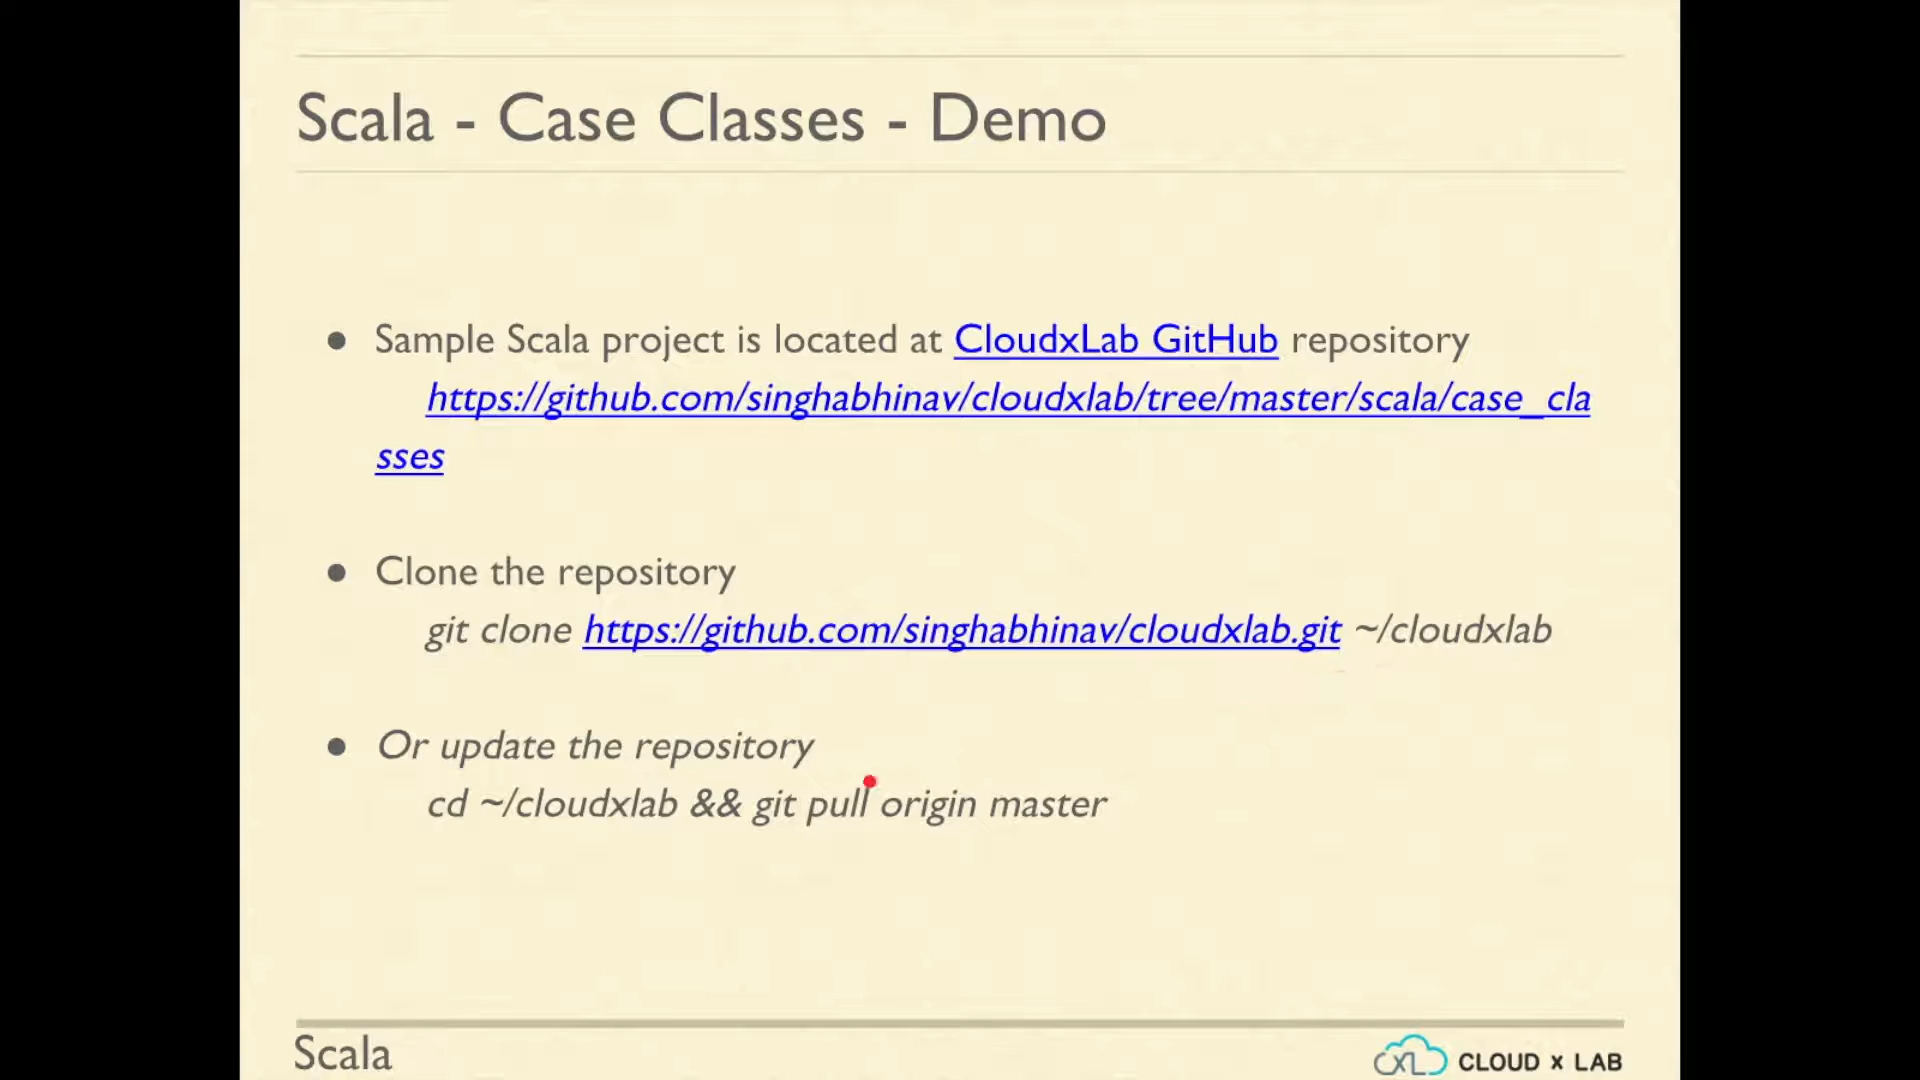 Scala - Case Classes - Demo
● Sample Scala project is located at CloudxLab GitHub repository
https://github.com/singhabhinav/cloudxlab/tree/master/scala/case_cla
sses
● Clone the repository
git clone https://github.com/singhabhinav/cloudxlab.git ~/cloudxlab
● Or update the repository
cd ~/cloudxlab && git pull origin master
Scala
CXL CLOUD x LAB